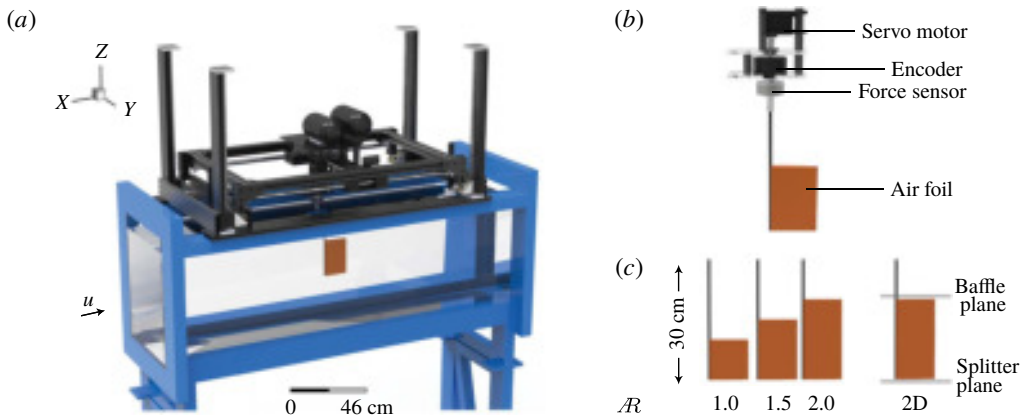 (a)
Z
X
Y
u
0 46 cm
(b)
Servo motor
Encoder
Force sensor
Air foil
(c)
30 cm
Baffle
plane
Splitter
plane
Æ 1.0 1.5 2.0 2D